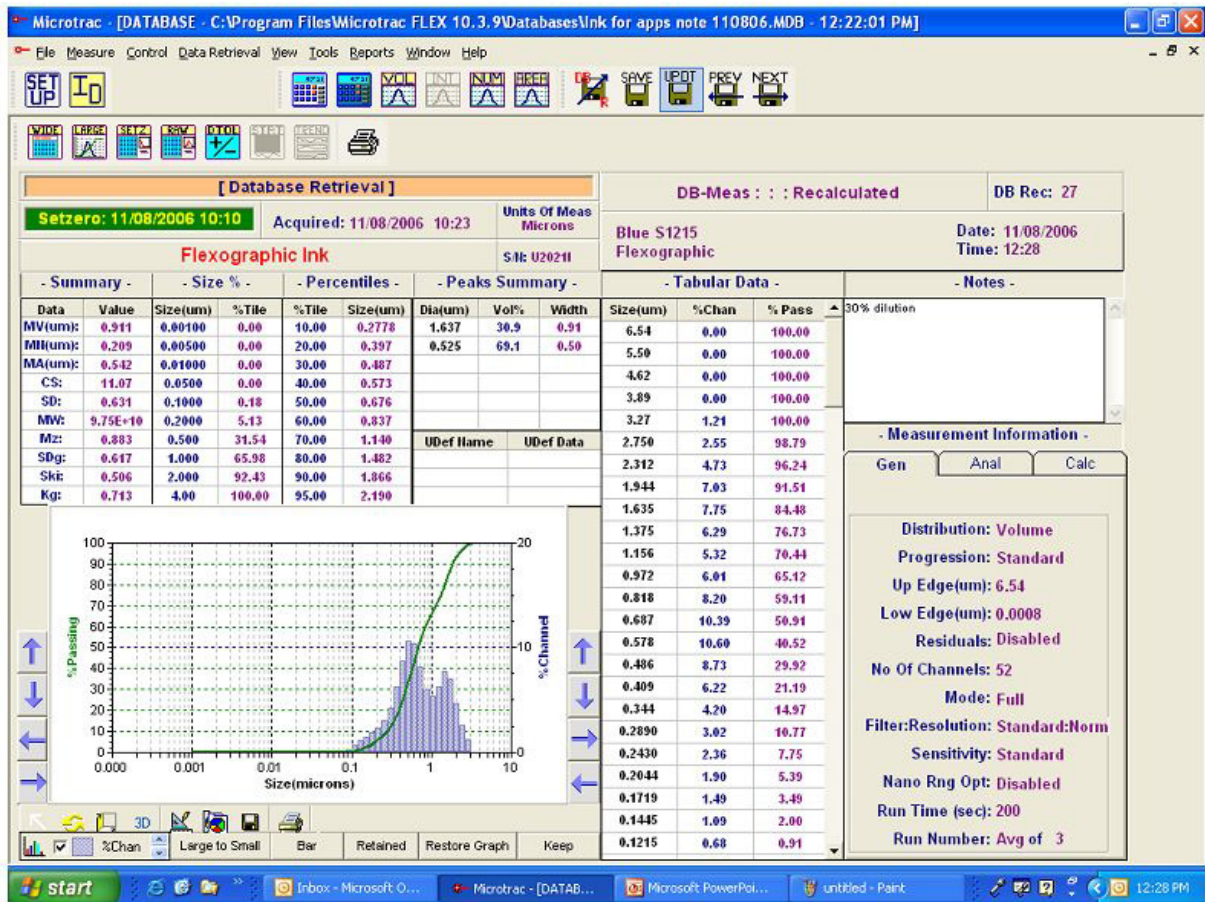 Microtrac - [DATABASE - C:\Program Files\Microtrac FLEX 10.3.9\Databases\Ink for apps note 110806.MDB - 12:22:01 PM]
File Measure Control Data Retrieval View Tools Reports Window Help
SET UP ID VOL INT NUM AREA DB R SAVE UPDT PREV NEXT
WIDE LARGE SETZ RAW DTOL STAT TREND
[ Database Retrieval ]
DB-Meas : : : Recalculated DB Rec: 27
Setzero: 11/08/2006 10:10 Acquired: 11/08/2006 10:23 Units Of Meas Microns
Blue S1215 Date: 11/08/2006
Flexographic Time: 12:28
Flexographic Ink S/N: U2021I
- Summary - - Size % - - Percentiles - - Peaks Summary -
Data Value Size(um) %Tile %Tile Size(um) Dia(um) Vol% Width
MV(um): 0.911 0.00100 0.00 10.00 0.2778 1.637 30.9 0.91
MN(um): 0.209 0.00500 0.00 20.00 0.397 0.525 69.1 0.50
MA(um): 0.542 0.01000 0.00 30.00 0.487
CS: 11.07 0.0500 0.00 40.00 0.573
SD: 0.631 0.1000 0.18 50.00 0.676
MW: 9.75E+10 0.2000 5.13 60.00 0.837
Mz: 0.883 0.500 31.54 70.00 1.140 UDef Name UDef Data
SDg: 0.617 1.000 65.98 80.00 1.482
Ski: 0.506 2.000 92.43 90.00 1.866
Kg: 0.713 4.00 100.00 95.00 2.190
- Tabular Data -
Size(um) %Chan % Pass
6.54 0.00 100.00
5.50 0.00 100.00
4.62 0.00 100.00
3.89 0.00 100.00
3.27 1.21 100.00
2.750 2.55 98.79
2.312 4.73 96.24
1.944 7.03 91.51
1.635 7.75 84.48
1.375 6.29 76.73
1.156 5.32 70.44
0.972 6.01 65.12
0.818 8.20 59.11
0.687 10.39 50.91
0.578 10.60 40.52
0.486 8.73 29.92
0.409 6.22 21.19
0.344 4.20 14.97
0.2890 3.02 10.77
0.2430 2.36 7.75
0.2044 1.90 5.39
0.1719 1.49 3.49
0.1445 1.09 2.00
0.1215 0.68 0.91
- Notes -
30% dilution
- Measurement Information -
Gen Anal Calc
Distribution: Volume
Progression: Standard
Up Edge(um): 6.54
Low Edge(um): 0.0008
Residuals: Disabled
No Of Channels: 52
Mode: Full
Filter:Resolution: Standard:Norm
Sensitivity: Standard
Nano Rng Opt: Disabled
Run Time (sec): 200
Run Number: Avg of 3
%Passing
100
90
80
70
60
50
40
30
20
10
0
20
10
0
%Channel
0.000 0.001 0.01 0.1 1 10
Size(microns)
3D
%Chan Large to Small Bar Retained Restore Graph Keep
start Inbox - Microsoft O... Microtrac - [DATAB... Microsoft PowerPoi... untitled - Paint 12:28 PM